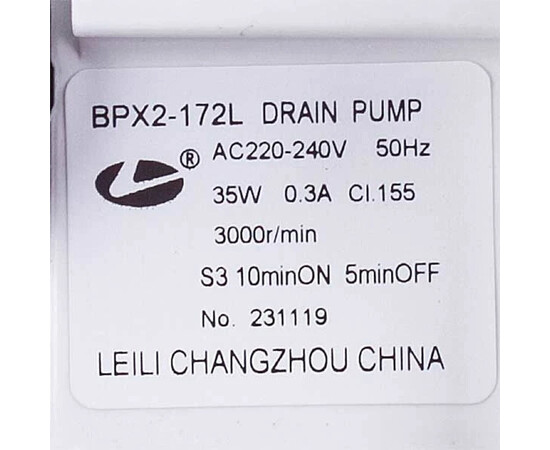 BPX2-172L DRAIN PUMP
® AC220-240V 50Hz
35W 0.3A Cl.155
3000r/min
S3 10minON 5minOFF
No. 231119
LEILI CHANGZHOU CHINA